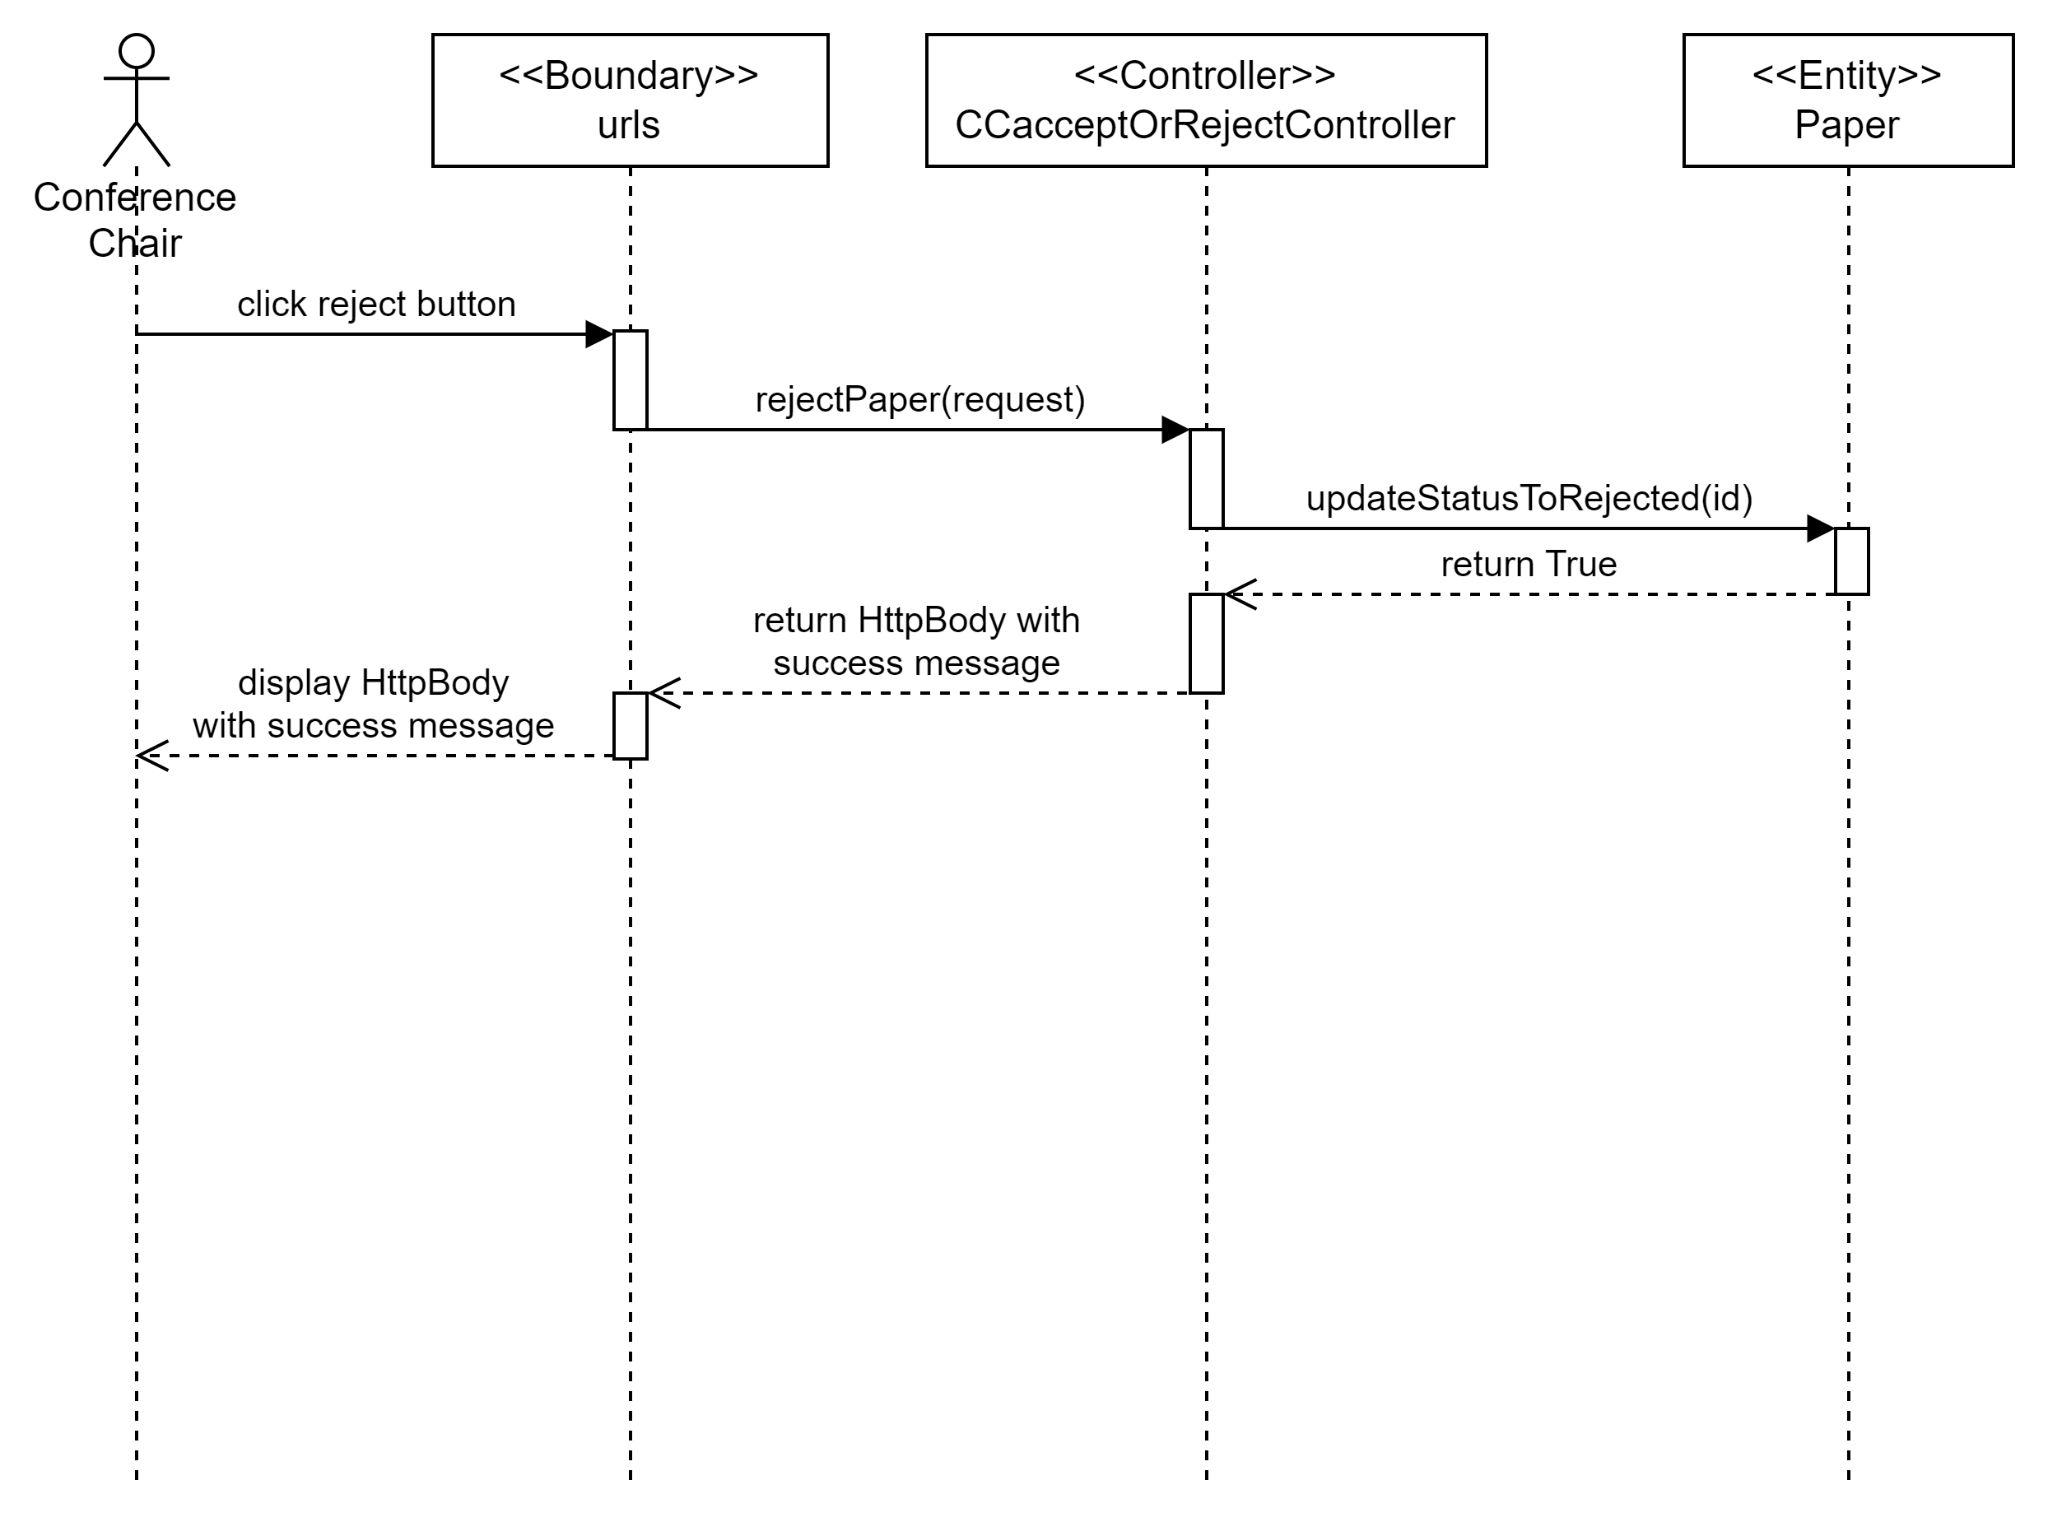 <<Boundary>>
urls
<<Controller>>
CCacceptOrRejectController
<<Entity>>
Paper
Conference
Chair
click reject button
rejectPaper(request)
updateStatusToRejected(id)
return True
return HttpBody with
success message
display HttpBody
with success message